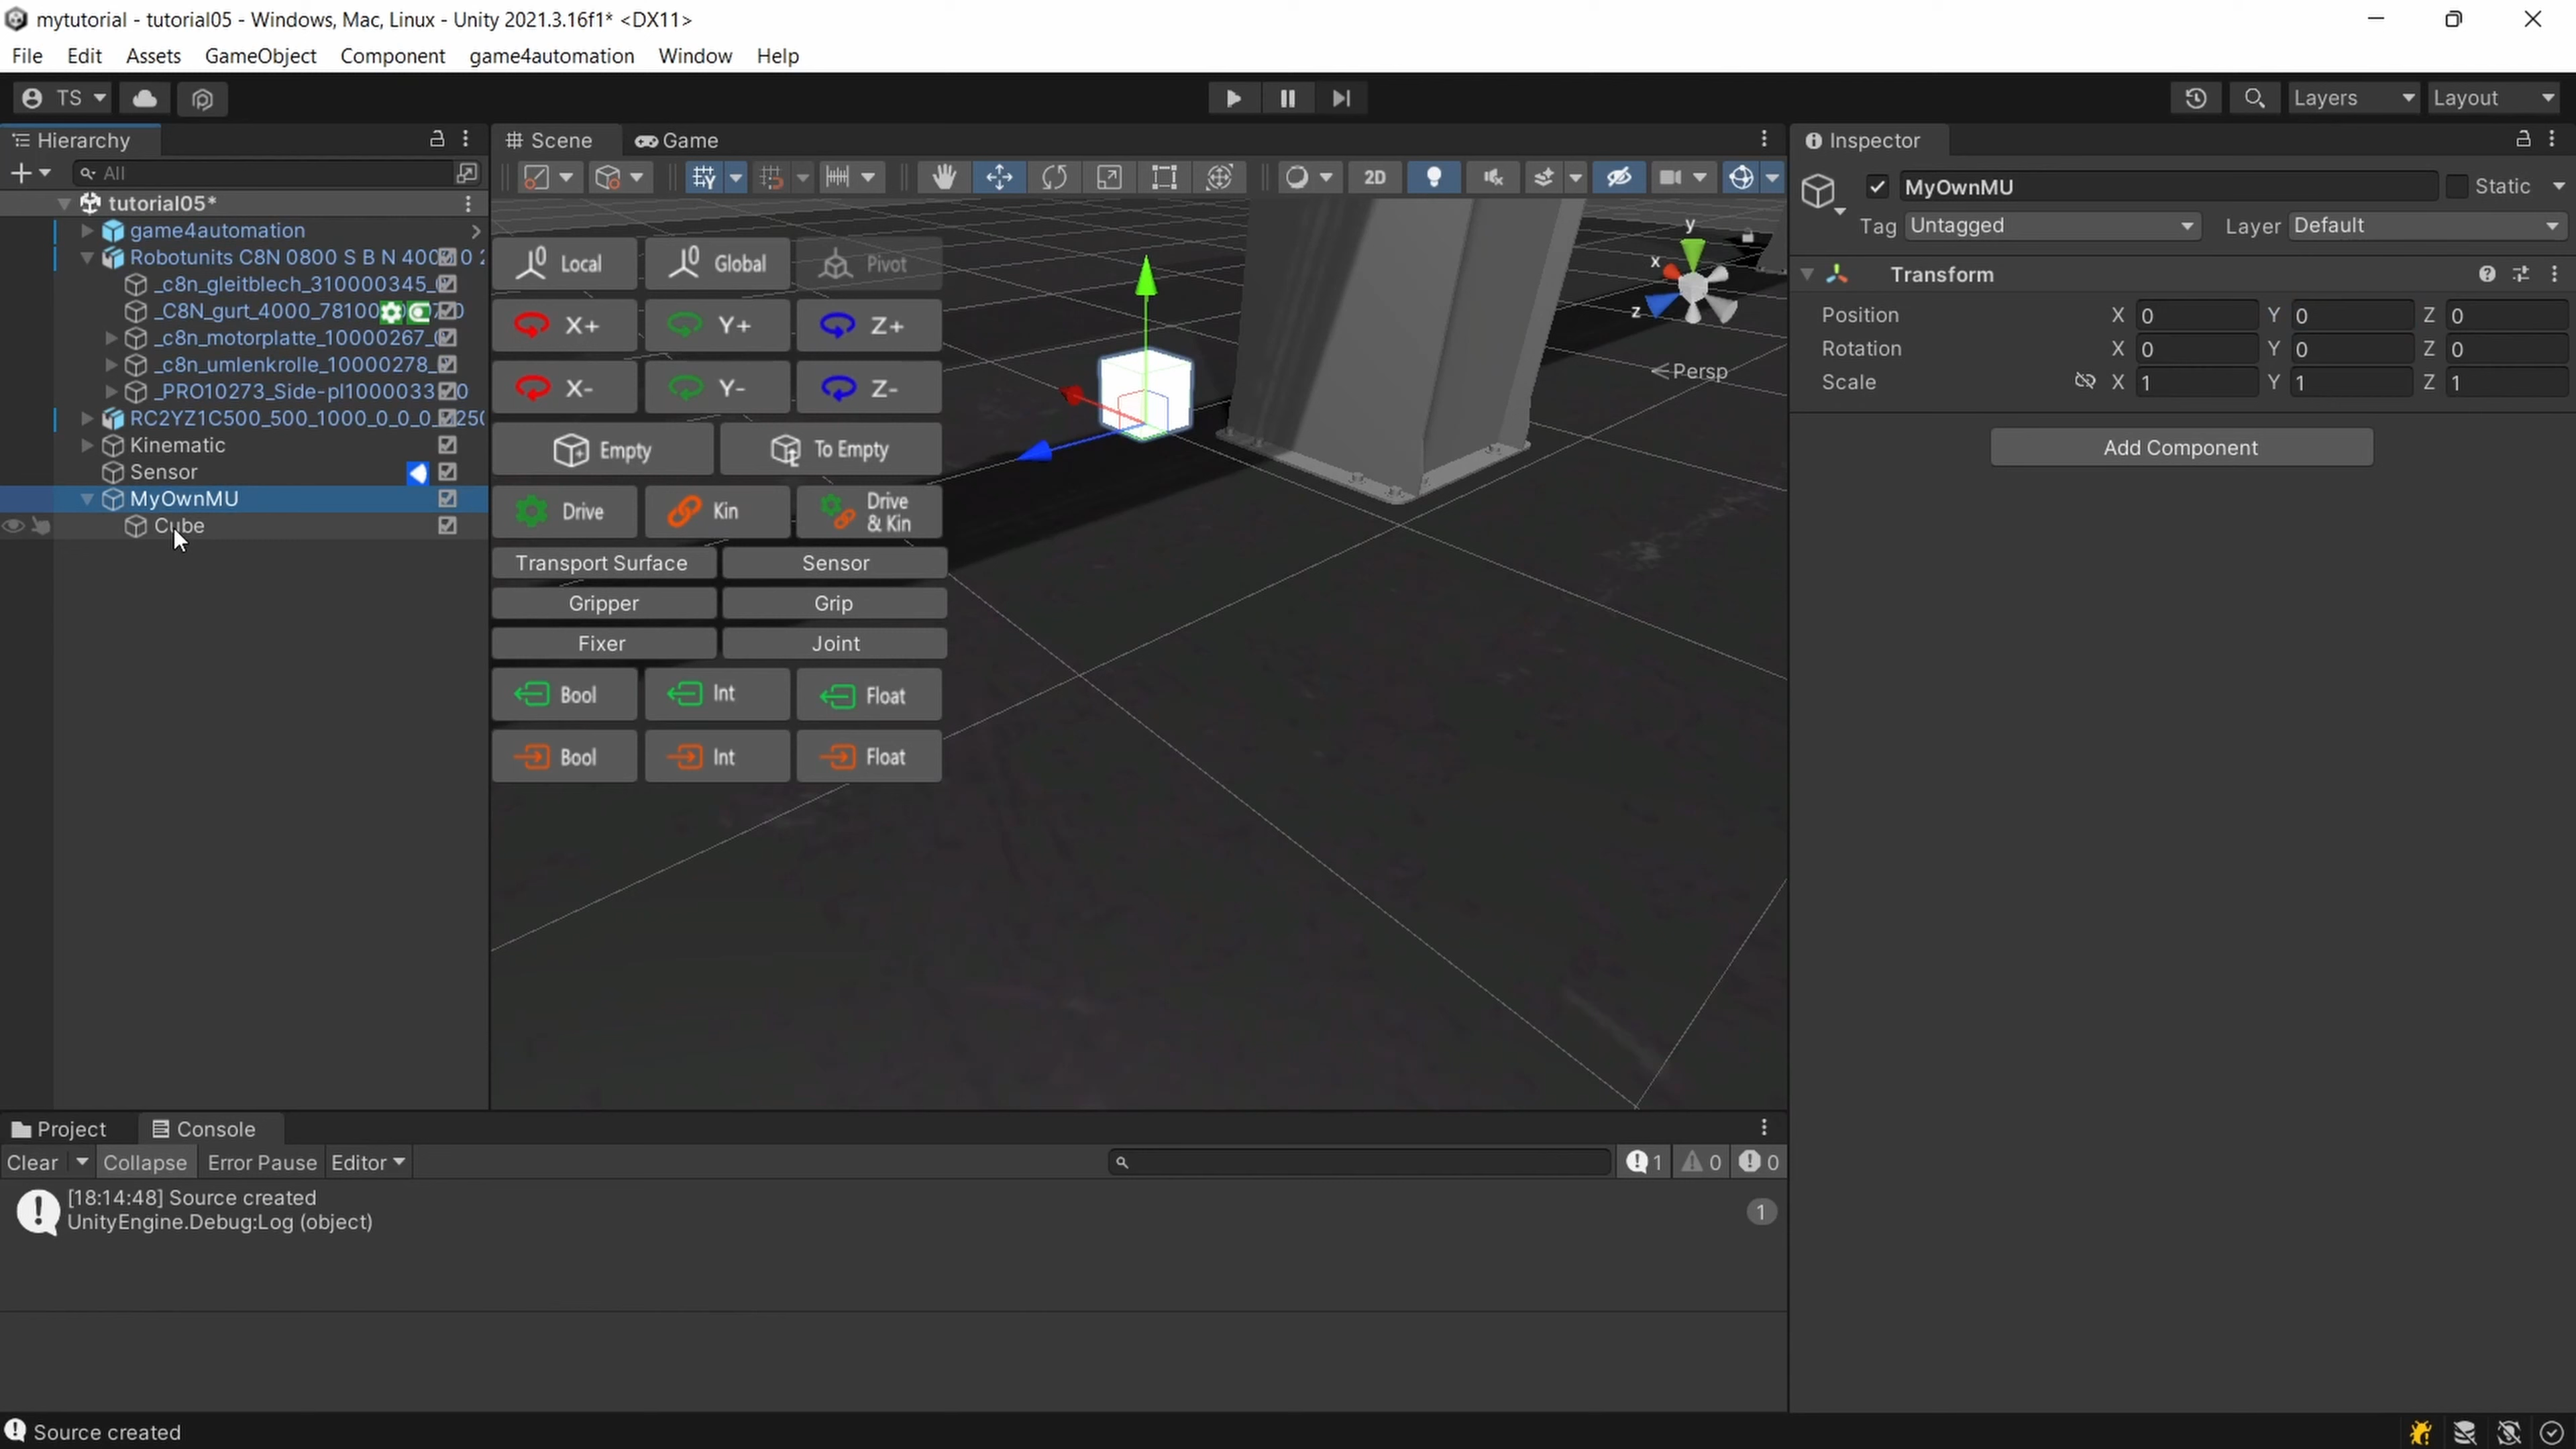 mytutorial - tutorial05 - Windows, Mac, Linux - Unity 2021.3.16f1* <DX11>
File Edit Assets GameObject Component game4automation Window Help
TS
Layers
Layout
Hierarchy
All
tutorial05*
game4automation
Robotunits C8N 0800 S B N 400
_c8n_gleitblech_310000345_
_C8N_gurt_4000_78100
_c8n_motorplatte_10000267_
_c8n_umlenkrolle_10000278_
_PRO10273_Side-pl1000033
RC2YZ1C500_500_1000_0_0_0_
Kinematic
Sensor
MyOwnMU
Cube
Scene
Game
2D
Local Global Pivot
X+ Y+ Z+
X- Y- Z-
Empty To Empty
Drive Kin Drive & Kin
Transport Surface Sensor
Gripper Grip
Fixer Joint
Bool Int Float
Bool Int Float
y
x
z
Persp
Inspector
MyOwnMU
Static
Tag Untagged Layer Default
Transform
Position X 0 Y 0 Z 0
Rotation X 0 Y 0 Z 0
Scale X 1 Y 1 Z 1
Add Component
Project Console
Clear Collapse Error Pause Editor
1 0 0
[18:14:48] Source created
UnityEngine.Debug:Log (object)
1
Source created